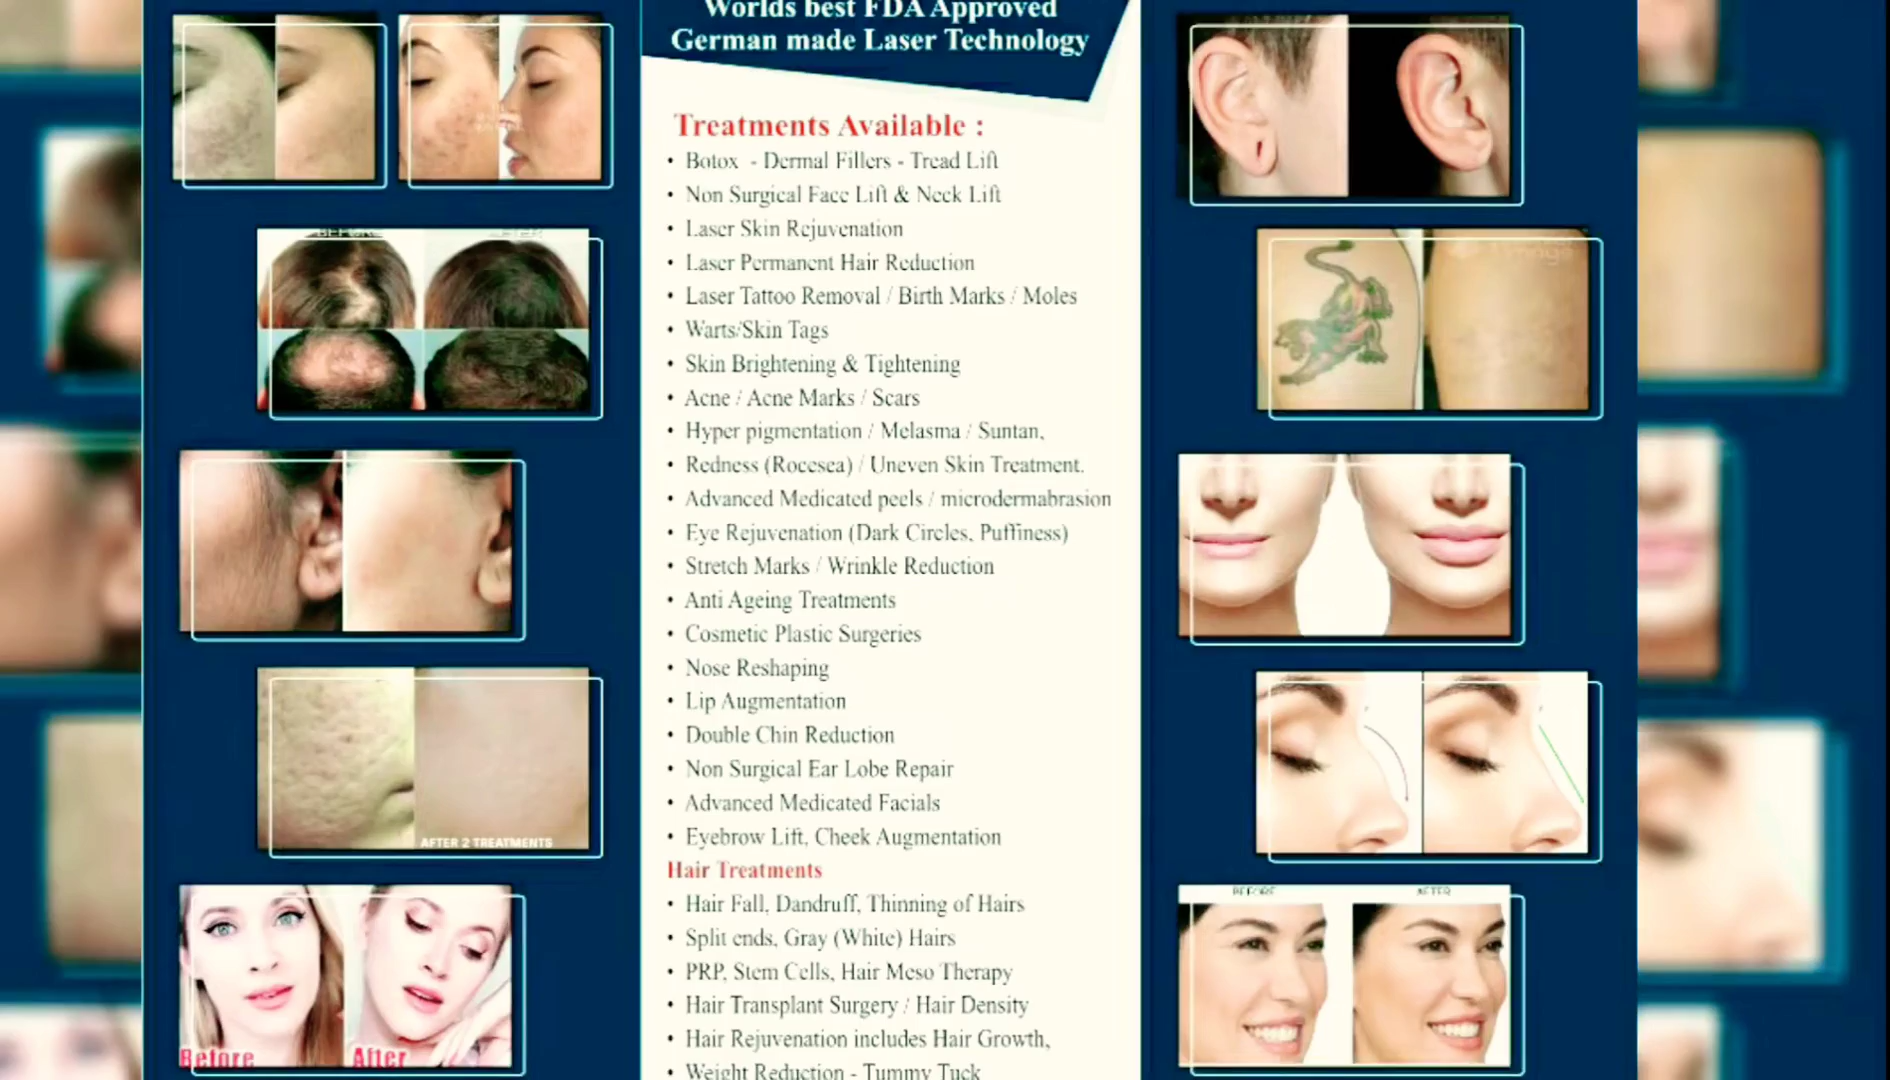 Worlds best FDA Approved
German made Laser Technology
Treatments Available :
• Botox - Dermal Fillers - Tread Lift
• Non Surgical Face Lift & Neck Lift
• Laser Skin Rejuvenation
• Laser Permanent Hair Reduction
• Laser Tattoo Removal / Birth Marks / Moles
• Warts/Skin Tags
• Skin Brightening & Tightening
• Acne / Acne Marks / Scars
• Hyper pigmentation / Melasma / Suntan,
• Redness (Rocesea) / Uneven Skin Treatment.
• Advanced Medicated peels / microdermabrasion
• Eye Rejuvenation (Dark Circles, Puffiness)
• Stretch Marks / Wrinkle Reduction
• Anti Ageing Treatments
• Cosmetic Plastic Surgeries
• Nose Reshaping
• Lip Augmentation
• Double Chin Reduction
• Non Surgical Ear Lobe Repair
• Advanced Medicated Facials
• Eyebrow Lift, Cheek Augmentation
Hair Treatments
• Hair Fall, Dandruff, Thinning of Hairs
• Split ends, Gray (White) Hairs
• PRP, Stem Cells, Hair Meso Therapy
• Hair Transplant Surgery / Hair Density
• Hair Rejuvenation includes Hair Growth,
• Weight Reduction - Tummy Tuck
BEFORE AFTER
AFTER 2 TREATMENTS
Before After
BEFORE AFTER